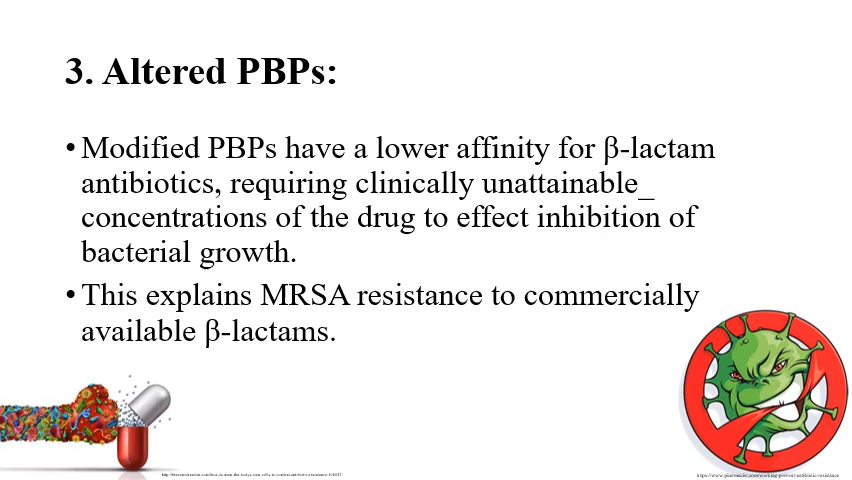 3. Altered PBPs:
• Modified PBPs have a lower affinity for β-lactam
antibiotics, requiring clinically unattainable_
concentrations of the drug to effect inhibition of
bacterial growth.
• This explains MRSA resistance to commercially
available β-lactams.